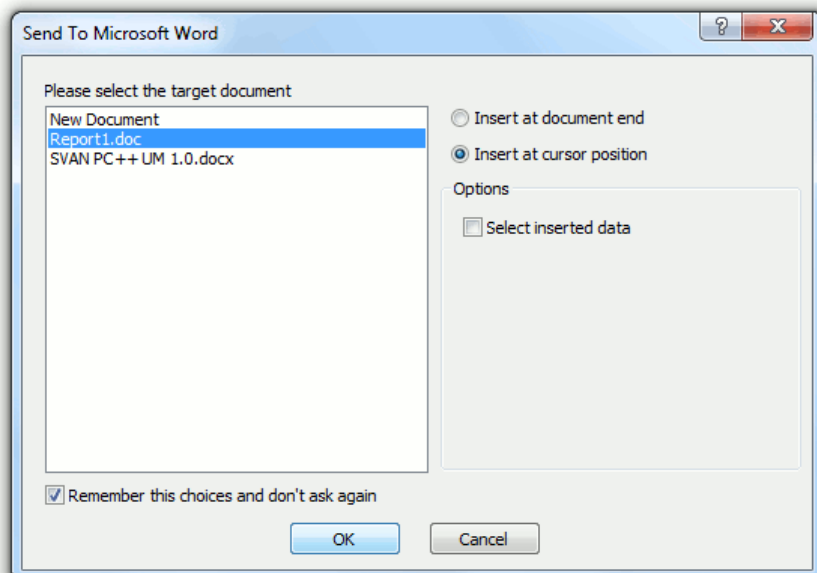 Send To Microsoft Word
?
X
Please select the target document
New Document
Report1.doc
SVAN PC++ UM 1.0.docx
Insert at document end
Insert at cursor position
Options
Select inserted data
Remember this choices and don't ask again
OK
Cancel